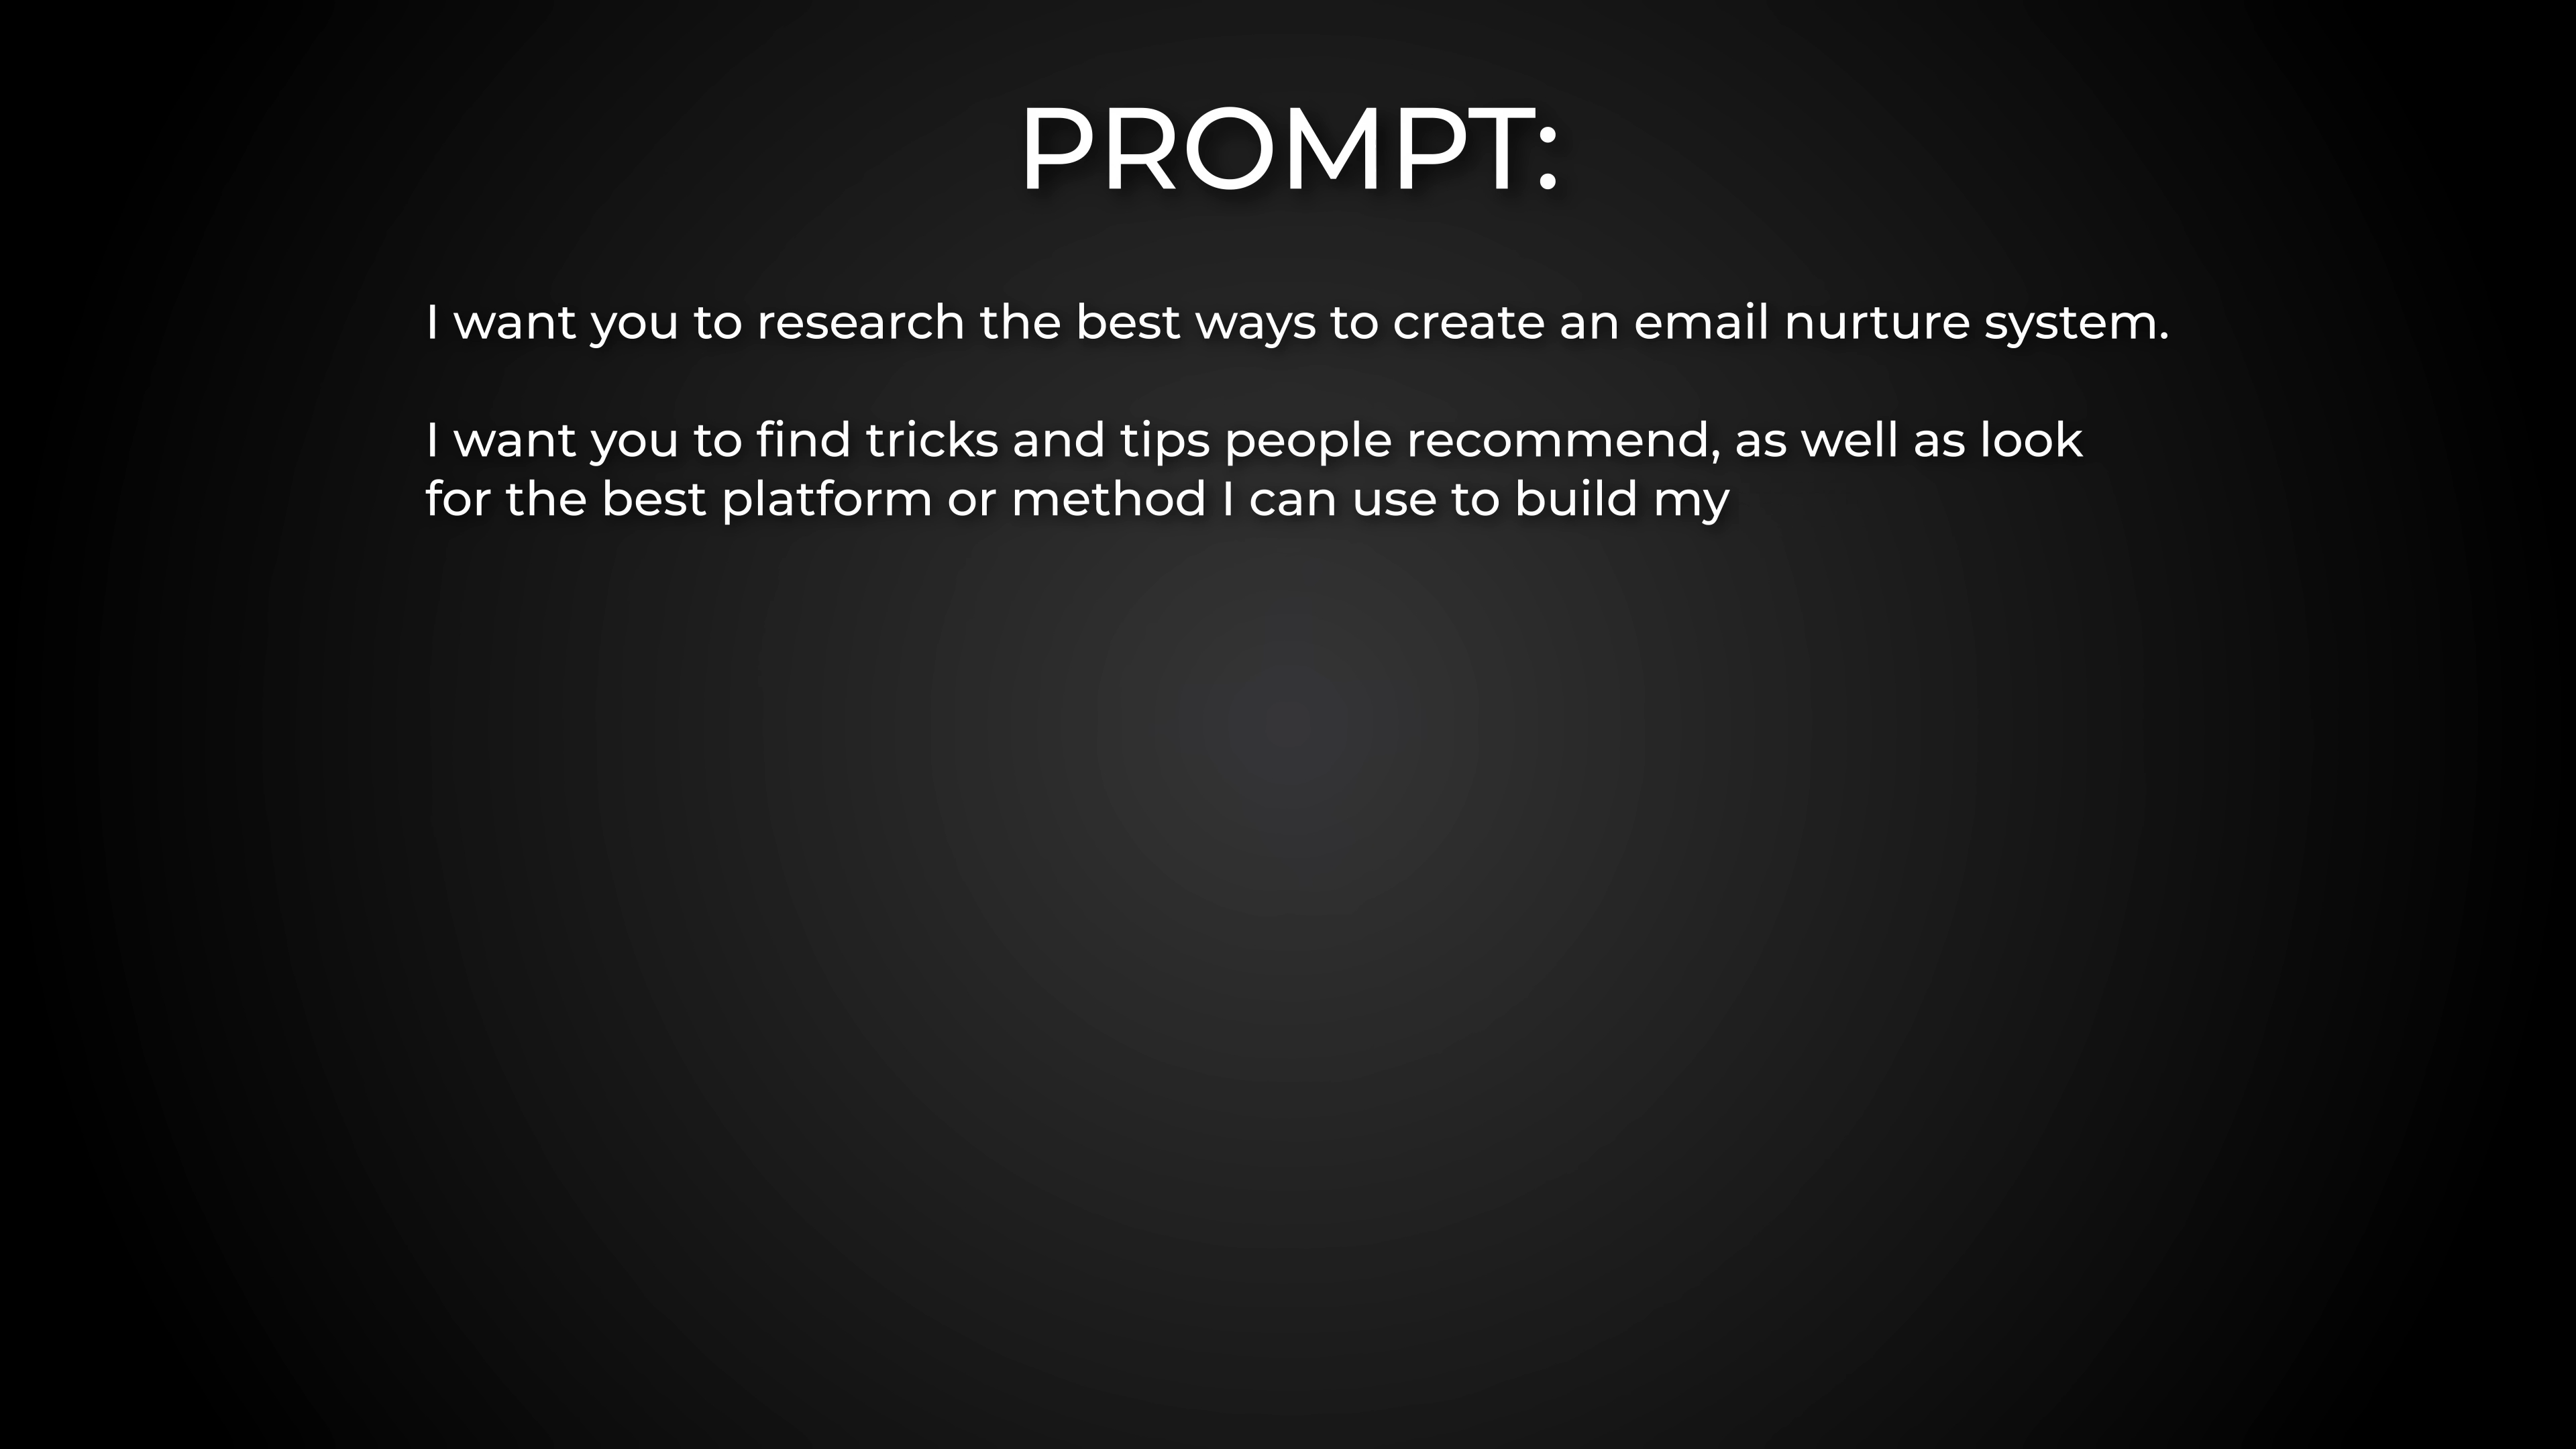 PROMPT:
I want you to research the best ways to create an email nurture system.
I want you to find tricks and tips people recommend, as well as look
for the best platform or method I can use to build my